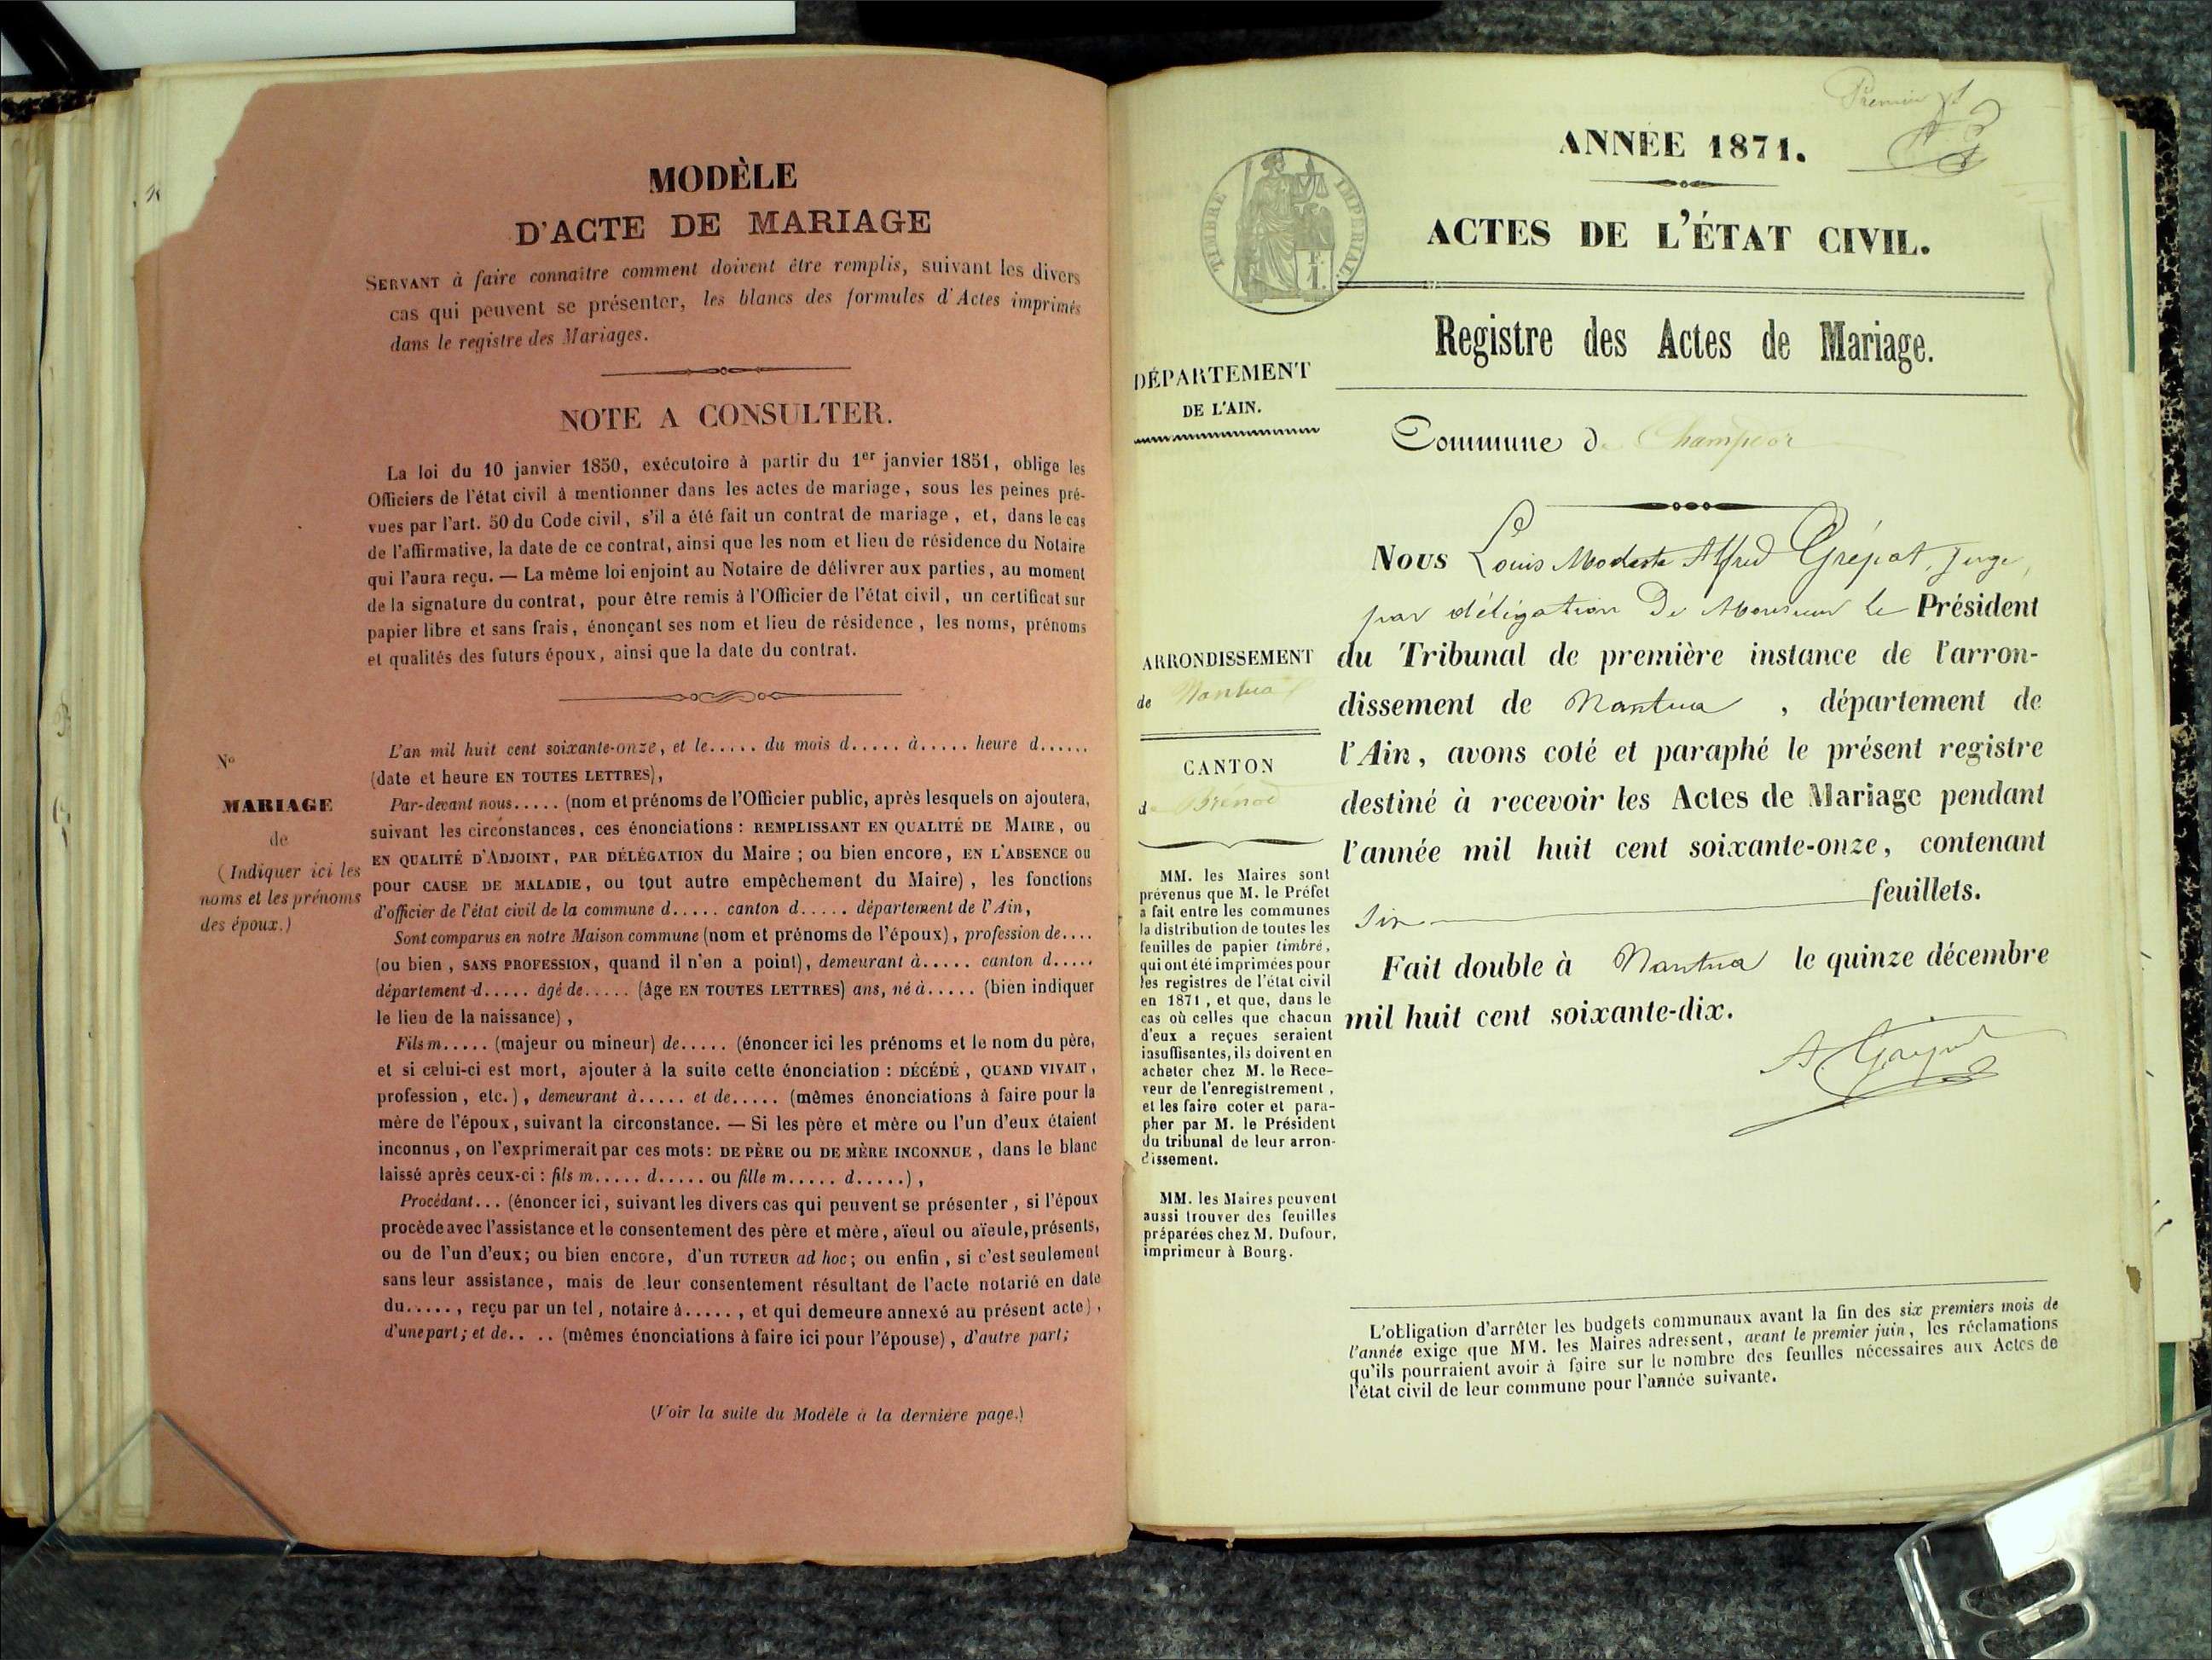 MODÈLE
D'ACTE DE MARIAGE
SERVANT à faire connaître comment doivent être remplis, suivant les divers
cas qui peuvent se présenter, les blancs des formules d'Actes imprimés
dans le registre des Mariages.
NOTE A CONSULTER.
La loi du 10 janvier 1850, exécutoire à partir du 1er janvier 1851, oblige les
Officiers de l'état civil à mentionner dans les actes de mariage, sous les peines pré-
vues par l'art. 50 du Code civil, s'il a été fait un contrat de mariage, et, dans le cas
de l'affirmative, la date de ce contrat, ainsi que les nom et lieu de résidence du Notaire
qui l'aura reçu. — La même loi enjoint au Notaire de délivrer aux parties, au moment
de la signature du contrat, pour être remis à l'Officier de l'état civil, un certificat sur
papier libre et sans frais, énonçant ses nom et lieu de résidence, les noms, prénoms
et qualités des futurs époux, ainsi que la date du contrat.
No
MARIAGE
de
(Indiquer ici les
noms et les prénoms
des époux.)
L'an mil huit cent soixante-onze, et le..... du mois d..... à..... heure d......
(date et heure EN TOUTES LETTRES),
Par-devant nous..... (nom et prénoms de l'Officier public, après lesquels on ajoutera,
suivant les circonstances, ces énonciations : REMPLISSANT EN QUALITÉ DE MAIRE, ou
EN QUALITÉ D'ADJOINT, PAR DÉLÉGATION du Maire ; ou bien encore, EN L'ABSENCE OU
pour CAUSE DE MALADIE, ou tout autre empêchement du Maire), les fonctions
d'officier de l'état civil de la commune d..... canton d..... département de l'Ain,
Sont comparus en notre Maison commune (nom et prénoms de l'époux), profession de....
(ou bien, SANS PROFESSION, quand il n'en a point), demeurant à..... canton d.....
département d..... âgé de..... (âge EN TOUTES LETTRES) ans, né à..... (bien indiquer
le lieu de la naissance),
Fils m..... (majeur ou mineur) de..... (énoncer ici les prénoms et le nom du père,
et si celui-ci est mort, ajouter à la suite cette énonciation : DÉCÉDÉ, QUAND VIVAIT,
profession, etc.), demeurant à..... et de..... (mêmes énonciations à faire pour la
mère de l'époux, suivant la circonstance. — Si les père et mère ou l'un d'eux étaient
inconnus, on l'exprimerait par ces mots : DE PÈRE OU DE MÈRE INCONNUE, dans le blanc
laissé après ceux-ci : fils m..... d..... ou fille m..... d.....),
Procédant... (énoncer ici, suivant les divers cas qui peuvent se présenter, si l'époux
procède avec l'assistance et le consentement des père et mère, aïeul ou aïeule, présents,
ou de l'un d'eux; ou bien encore, d'un TUTEUR ad hoc; ou enfin, si c'est seulement
sans leur assistance, mais de leur consentement résultant de l'acte notarié en date
du....., reçu par un tel, notaire à....., et qui demeure annexé au présent acte),
d'une part; et de.. .. (mêmes énonciations à faire ici pour l'épouse), d'autre part;
(Voir la suite du Modèle à la dernière page.)
Premier
ANNÉE 1871.
TIMBRE IMPÉRIAL
ACTES DE L'ÉTAT CIVIL.
Registre des Actes de Mariage.
DÉPARTEMENT
DE L'AIN.
Commune de Champdor
ARRONDISSEMENT
de Nantua
CANTON
de Brénod
MM. les Maires sont
prévenus que M. le Préfet
a fait entre les communes
la distribution de toutes les
feuilles de papier timbré,
qui ont été imprimées pour
les registres de l'état civil
en 1871, et que, dans le
cas où celles que chacun
d'eux a reçues seraient
insuffisantes, ils doivent en
acheter chez M. le Rece-
veur de l'enregistrement,
et les faire coter et para-
pher par M. le Président
du tribunal de leur arron-
dissement.
MM. les Maires peuvent
aussi trouver des feuilles
préparées chez M. Dufour,
imprimeur à Bourg.
Nous Louis Modeste Alfred Grépat, Juge,
par délégation De Monsieur le Président
du Tribunal de première instance de l'arron-
dissement de Nantua, département de
l'Ain, avons coté et paraphé le présent registre
destiné à recevoir les Actes de Mariage pendant
l'année mil huit cent soixante-onze, contenant
Six feuillets.
Fait double à Nantua le quinze décembre
mil huit cent soixante-dix.
L'obligation d'arrêter les budgets communaux avant la fin des six premiers mois de
l'année exige que MM. les Maires adressent, avant le premier juin, les réclamations
qu'ils pourraient avoir à faire sur le nombre des feuilles nécessaires aux Actes de
l'état civil de leur commune pour l'année suivante.